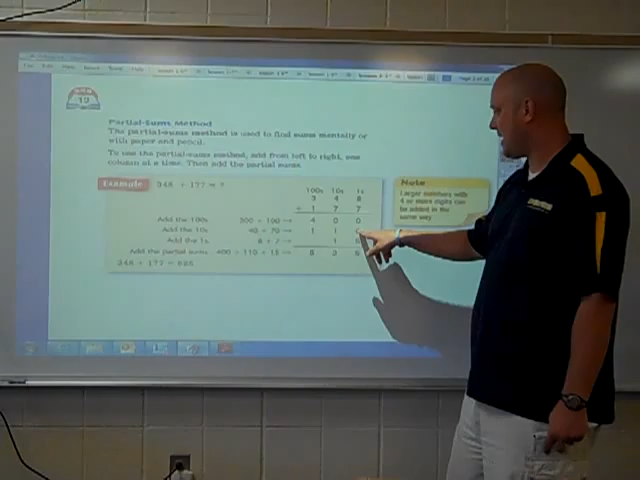 12
Partial-Sums Method
The partial-sums method is used to find sums mentally or
with paper and pencil.
To use the partial-sums method, add from left to right, one
column at a time. Then add the partial sums.
Example 348 + 177 = ?
100s 10s 1s
3 4 8
+ 1 7 7
Add the 100s 300 + 100 → 4 0 0
Add the 10s 40 + 70 → 1 1
Add the 1s 8 + 7 → 1
Add the partial sums 400 + 110 + 15 → 5 2 5
348 + 177 = 525
Note
Larger numbers with
4 or more digits can
be added in the
same way.